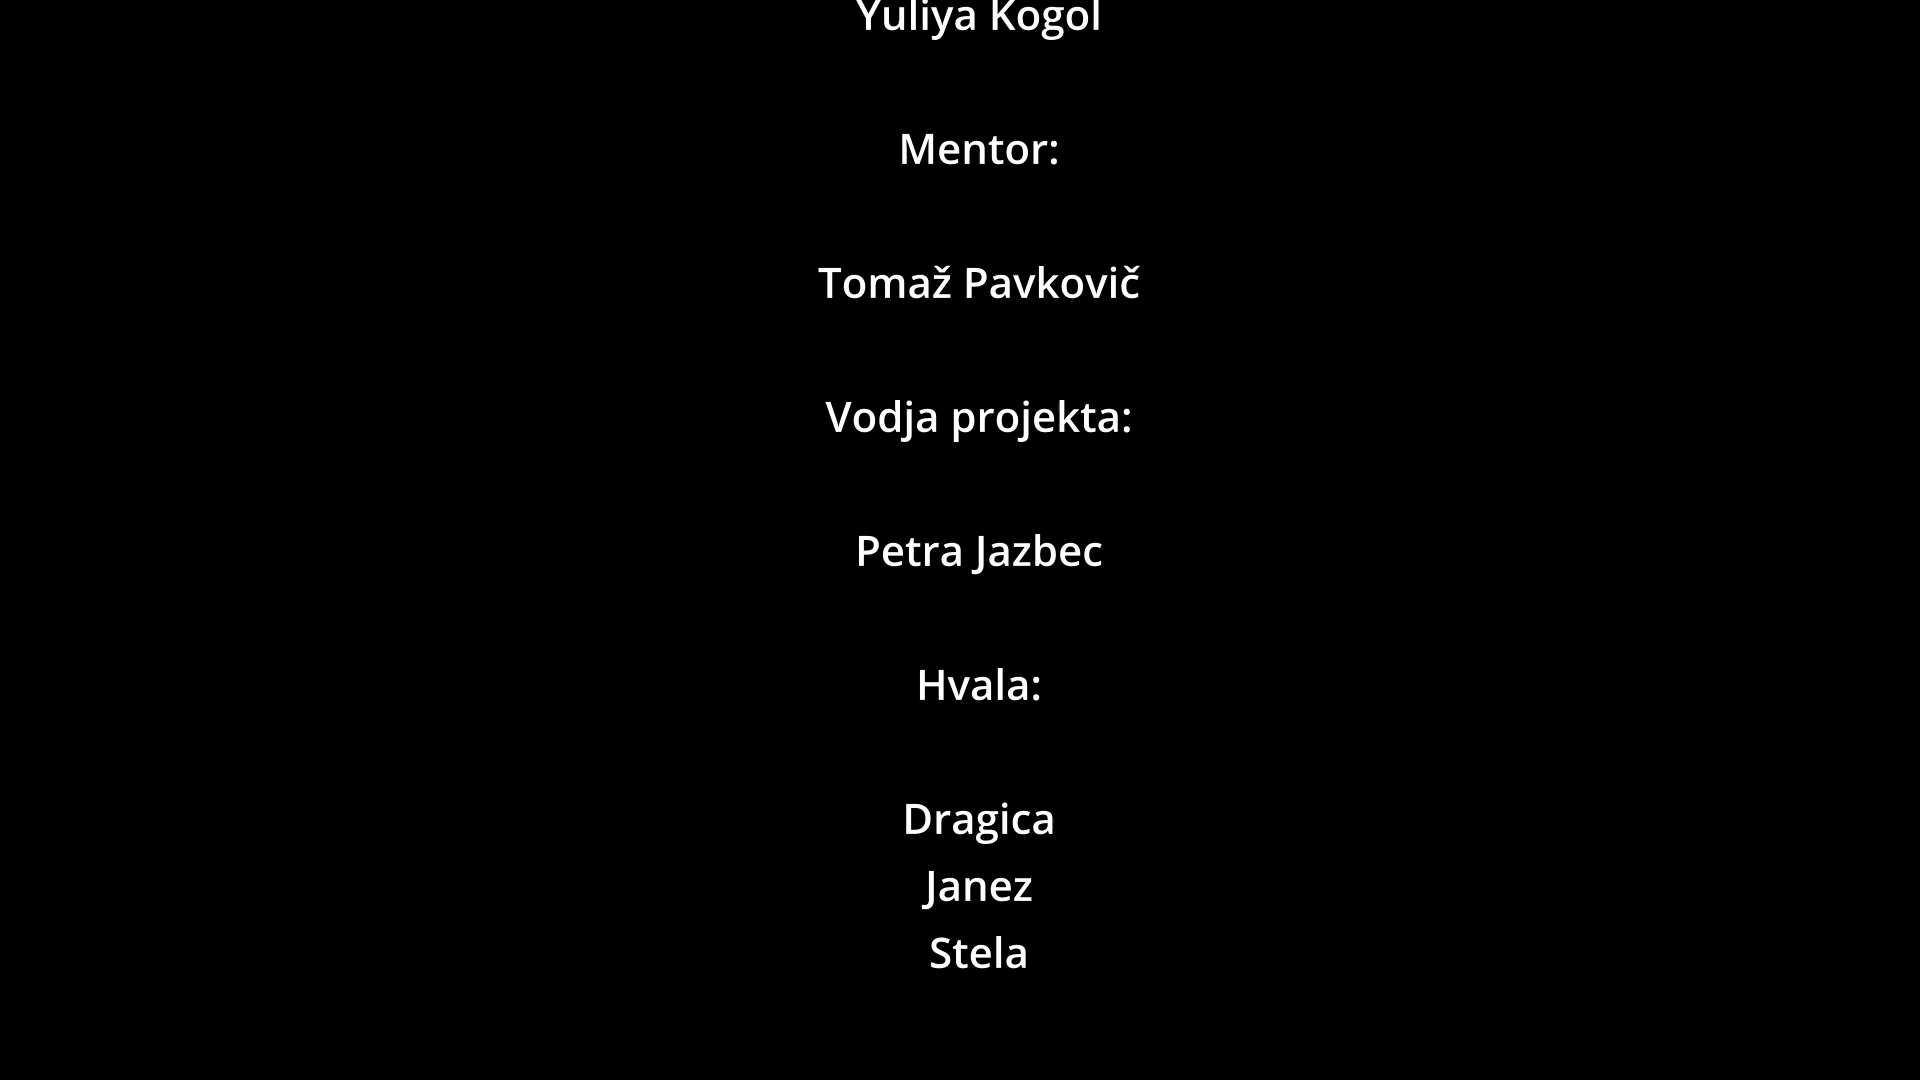 Yuliya Kogol
Mentor:
Tomaž Pavkovič
Vodja projekta:
Petra Jazbec
Hvala:
Dragica
Janez
Stela